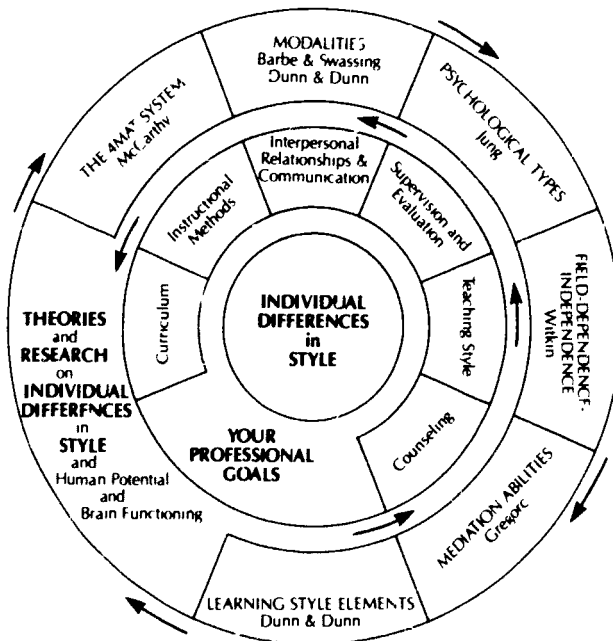 MODALITIES
Barbe & Swassing
Dunn & Dunn
PSYCHOLOGICAL TYPES
Jung
FIELD-DEPENDENCE-
INDEPENDENCE
Witkin
MEDIATION ABILITIES
Gregorc
LEARNING STYLE ELEMENTS
Dunn & Dunn
THEORIES
and
RESEARCH
on
INDIVIDUAL
DIFFERENCES
in
STYLE
and
Human Potential
and
Brain Functioning
THE 4MAT SYSTEM
McCarthy
Interpersonal
Relationships &
Communication
Supervision and
Evaluation
Teaching Style
Counseling
YOUR
PROFESSIONAL
GOALS
Curriculum
Instructional
Methods
INDIVIDUAL
DIFFERENCES
in
STYLE